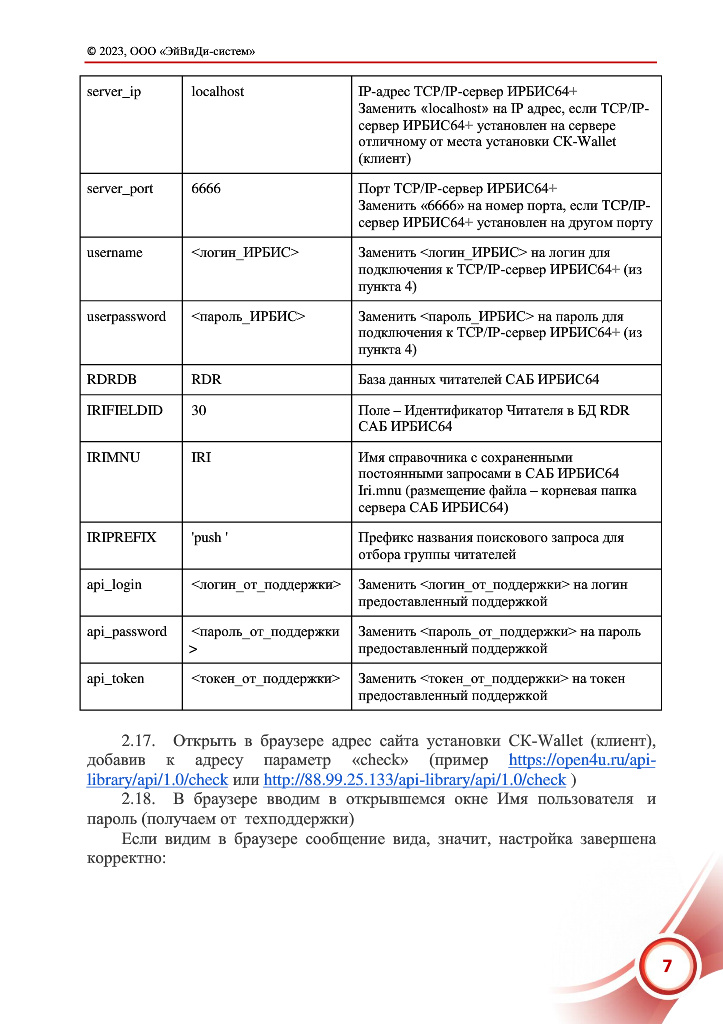 © 2023, ООО «ЭйВиДи-систем»
server_ip
localhost
IP-адрес TCP/IP-сервер ИРБИС64+
Заменить «localhost» на IP адрес, если TCP/IP-
сервер ИРБИС64+ установлен на сервере
отличному от места установки СК-Wallet
(клиент)
server_port
6666
Порт TCP/IP-сервер ИРБИС64+
Заменить «6666» на номер порта, если TCP/IP-
сервер ИРБИС64+ установлен на другом порту
username
<логин_ИРБИС>
Заменить <логин_ИРБИС> на логин для
подключения к TCP/IP-сервер ИРБИС64+ (из
пункта 4)
userpassword
<пароль_ИРБИС>
Заменить <пароль_ИРБИС> на пароль для
подключения к TCP/IP-сервер ИРБИС64+ (из
пункта 4)
RDRDB
RDR
База данных читателей САБ ИРБИС64
IRIFIELDID
30
Поле – Идентификатор Читателя в БД RDR
САБ ИРБИС64
IRIMNU
IRI
Имя справочника с сохраненными
постоянными запросами в САБ ИРБИС64
Iri.mnu (размещение файла – корневая папка
сервера САБ ИРБИС64)
IRIPREFIX
'push '
Префикс названия поискового запроса для
отбора группы читателей
api_login
<логин_от_поддержки>
Заменить <логин_от_поддержки> на логин
предоставленный поддержкой
api_password
<пароль_от_поддержки
>
Заменить <пароль_от_поддержки> на пароль
предоставленный поддержкой
api_token
<токен_от_поддержки>
Заменить <токен_от_поддержки> на токен
предоставленный поддержкой
2.17. Открыть в браузере адрес сайта установки СК-Wallet (клиент),
добавив к адресу параметр «check» (пример https://open4u.ru/api-
library/api/1.0/check или http://88.99.25.133/api-library/api/1.0/check )
2.18. В браузере вводим в открывшемся окне Имя пользователя и
пароль (получаем от техподдержки)
Если видим в браузере сообщение вида, значит, настройка завершена
корректно:
7